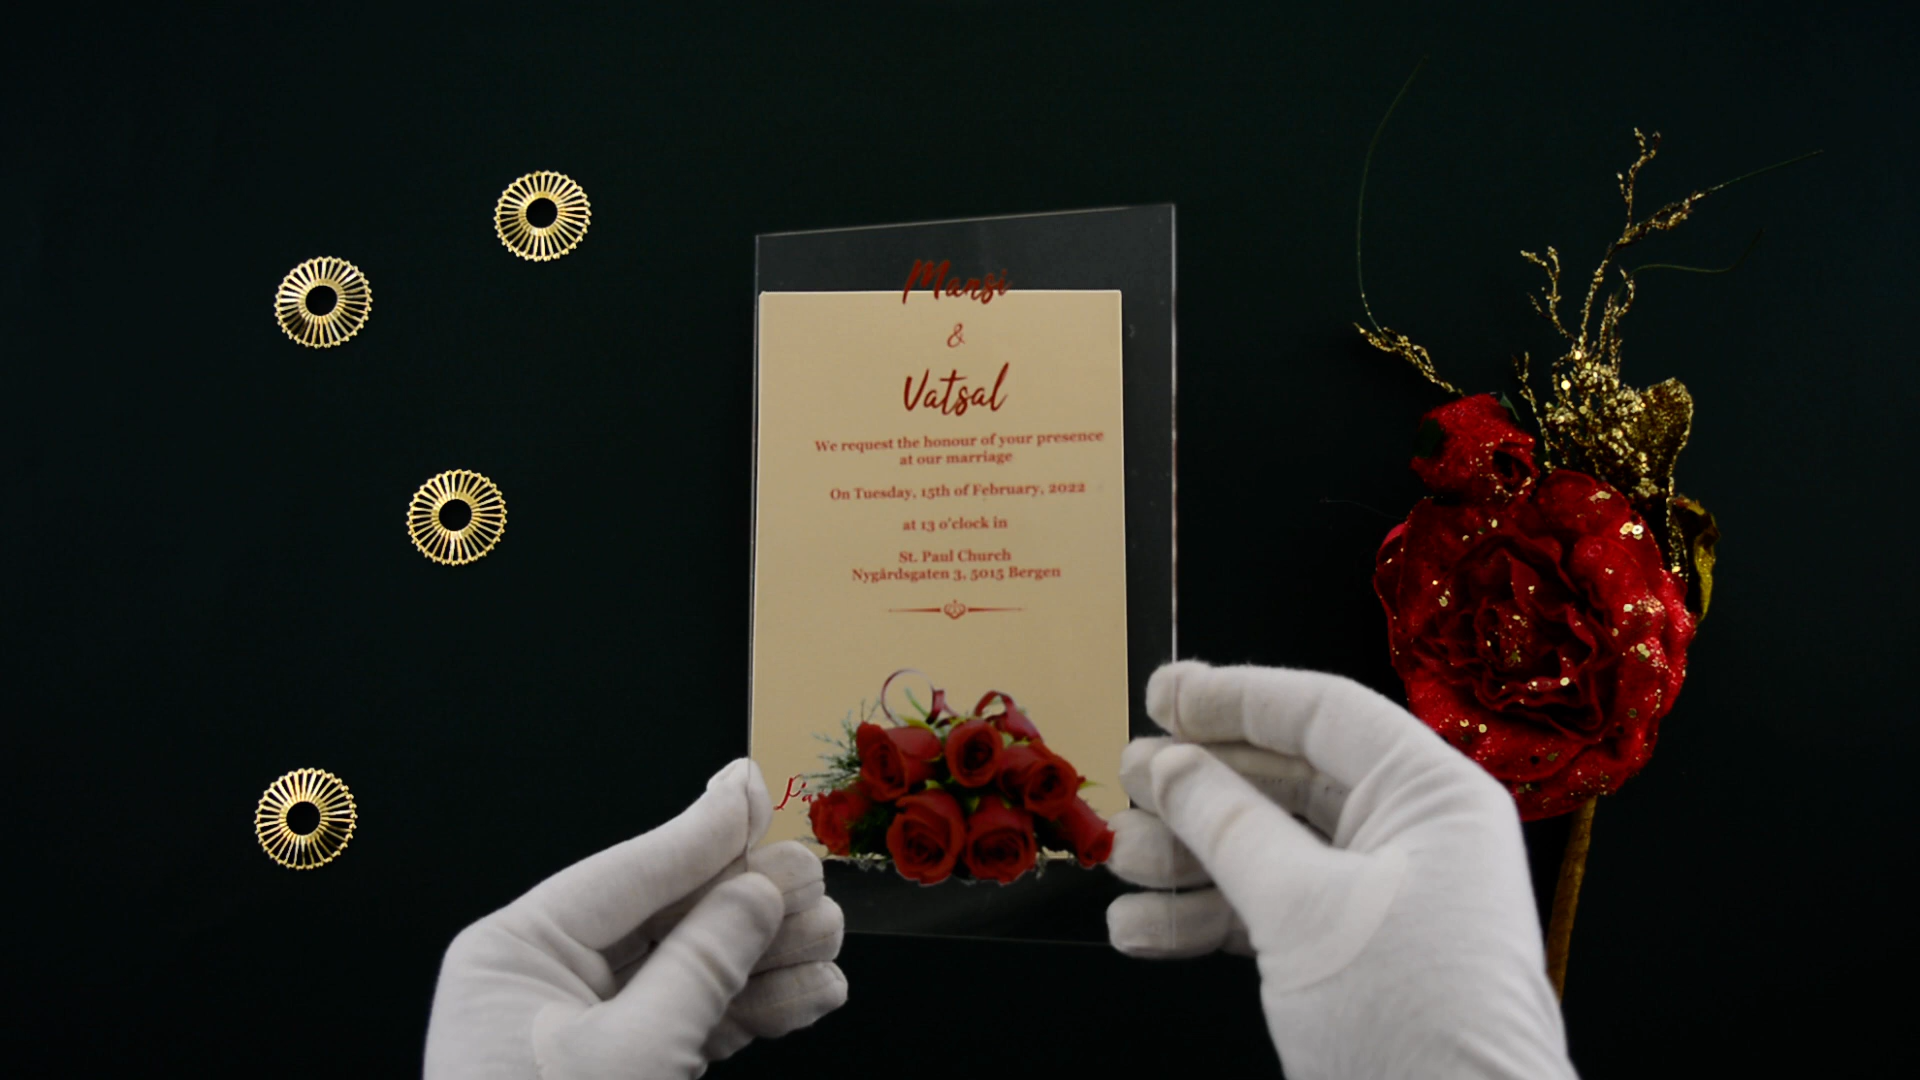 Mansi
&
Vatsal
We request the honour of your presence
at our marriage
On Tuesday, 15th of February, 2022
at 13 o'clock in
St. Paul Church
Nygårdsgaten 3, 5015 Bergen